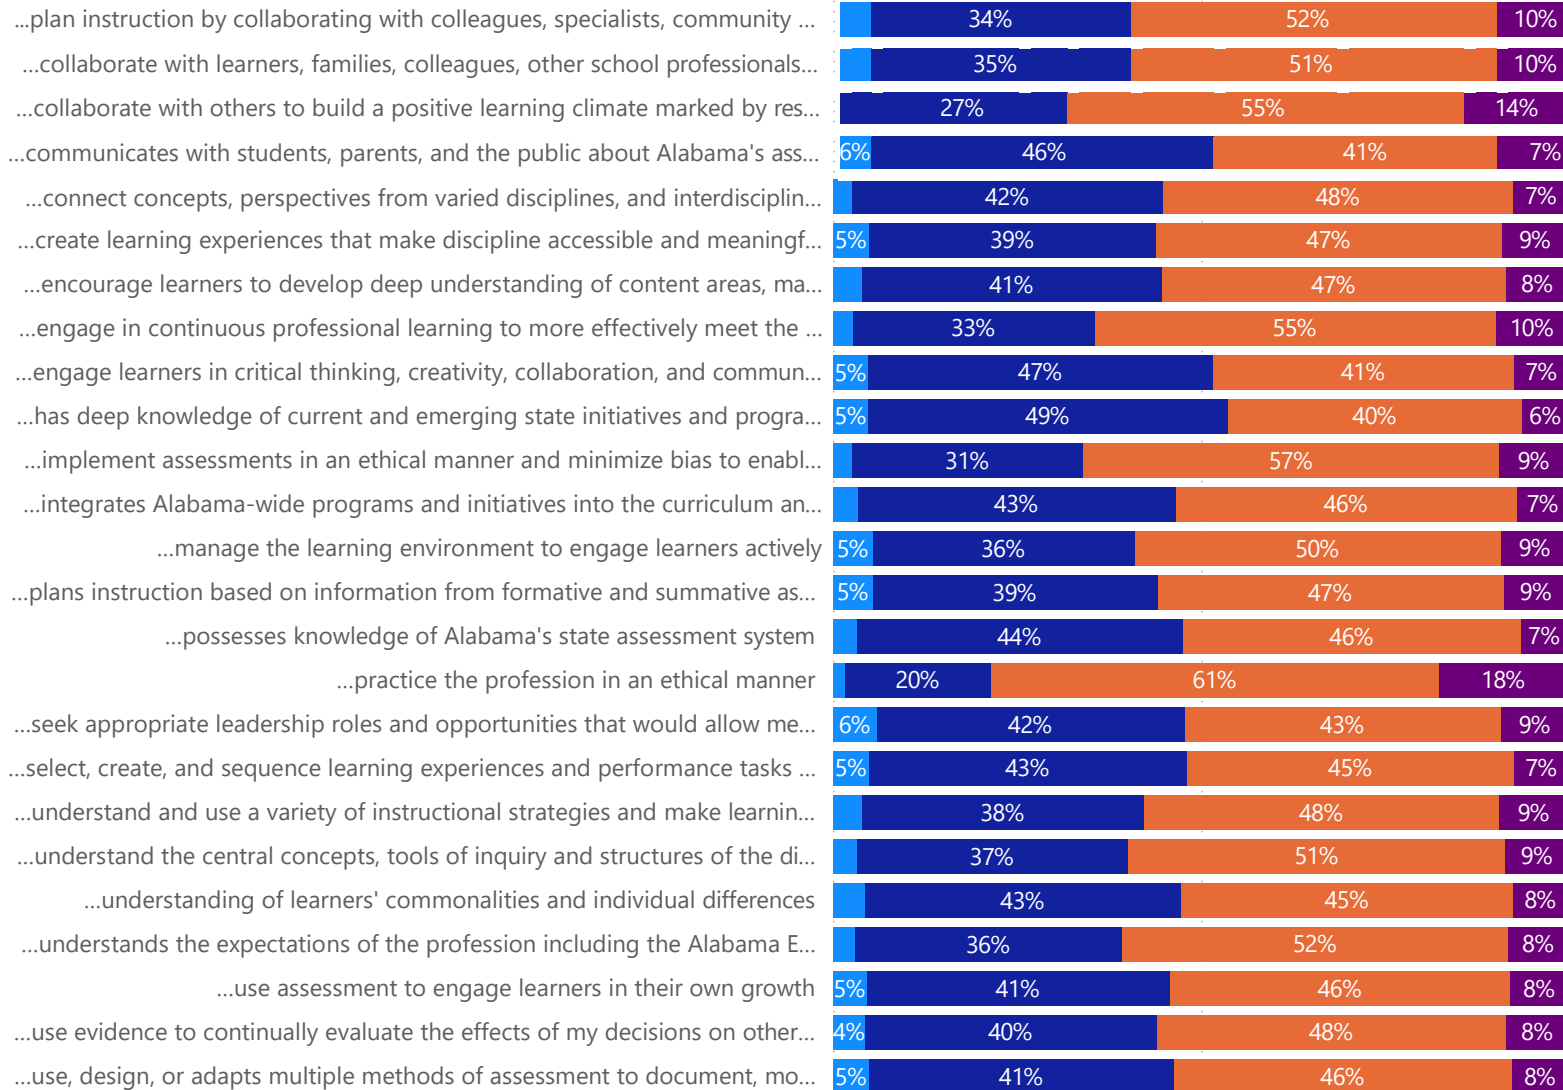 ...plan instruction by collaborating with colleagues, specialists, community ... 34% 52% 10%
...collaborate with learners, families, colleagues, other school professionals... 35% 51% 10%
...collaborate with others to build a positive learning climate marked by res... 27% 55% 14%
...communicates with students, parents, and the public about Alabama's ass... 6% 46% 41% 7%
...connect concepts, perspectives from varied disciplines, and interdisciplin... 42% 48% 7%
...create learning experiences that make discipline accessible and meaningf... 5% 39% 47% 9%
...encourage learners to develop deep understanding of content areas, ma... 41% 47% 8%
...engage in continuous professional learning to more effectively meet the ... 33% 55% 10%
...engage learners in critical thinking, creativity, collaboration, and commun... 5% 47% 41% 7%
...has deep knowledge of current and emerging state initiatives and progra... 5% 49% 40% 6%
...implement assessments in an ethical manner and minimize bias to enabl... 31% 57% 9%
...integrates Alabama-wide programs and initiatives into the curriculum an... 43% 46% 7%
...manage the learning environment to engage learners actively 5% 36% 50% 9%
...plans instruction based on information from formative and summative as... 5% 39% 47% 9%
...possesses knowledge of Alabama's state assessment system 44% 46% 7%
...practice the profession in an ethical manner 20% 61% 18%
...seek appropriate leadership roles and opportunities that would allow me... 6% 42% 43% 9%
...select, create, and sequence learning experiences and performance tasks ... 5% 43% 45% 7%
...understand and use a variety of instructional strategies and make learnin... 38% 48% 9%
...understand the central concepts, tools of inquiry and structures of the di... 37% 51% 9%
...understanding of learners' commonalities and individual differences 43% 45% 8%
...understands the expectations of the profession including the Alabama E... 36% 52% 8%
...use assessment to engage learners in their own growth 5% 41% 46% 8%
...use evidence to continually evaluate the effects of my decisions on other... 4% 40% 48% 8%
...use, design, or adapts multiple methods of assessment to document, mo... 5% 41% 46% 8%